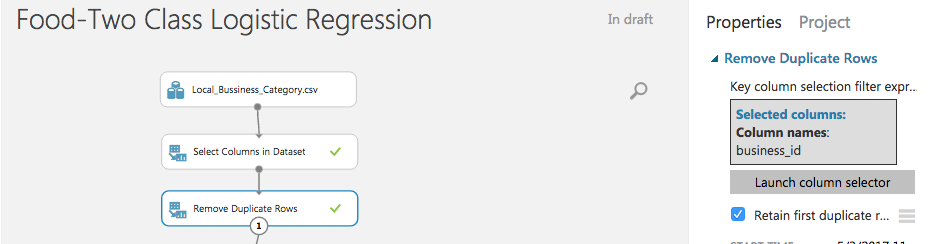 Food-Two Class Logistic Regression
In draft
Local_Bussiness_Category.csv
Select Columns in Dataset
Remove Duplicate Rows
1
Properties Project
Remove Duplicate Rows
Key column selection filter expr...
Selected columns:
Column names:
business_id
Launch column selector
Retain first duplicate r...